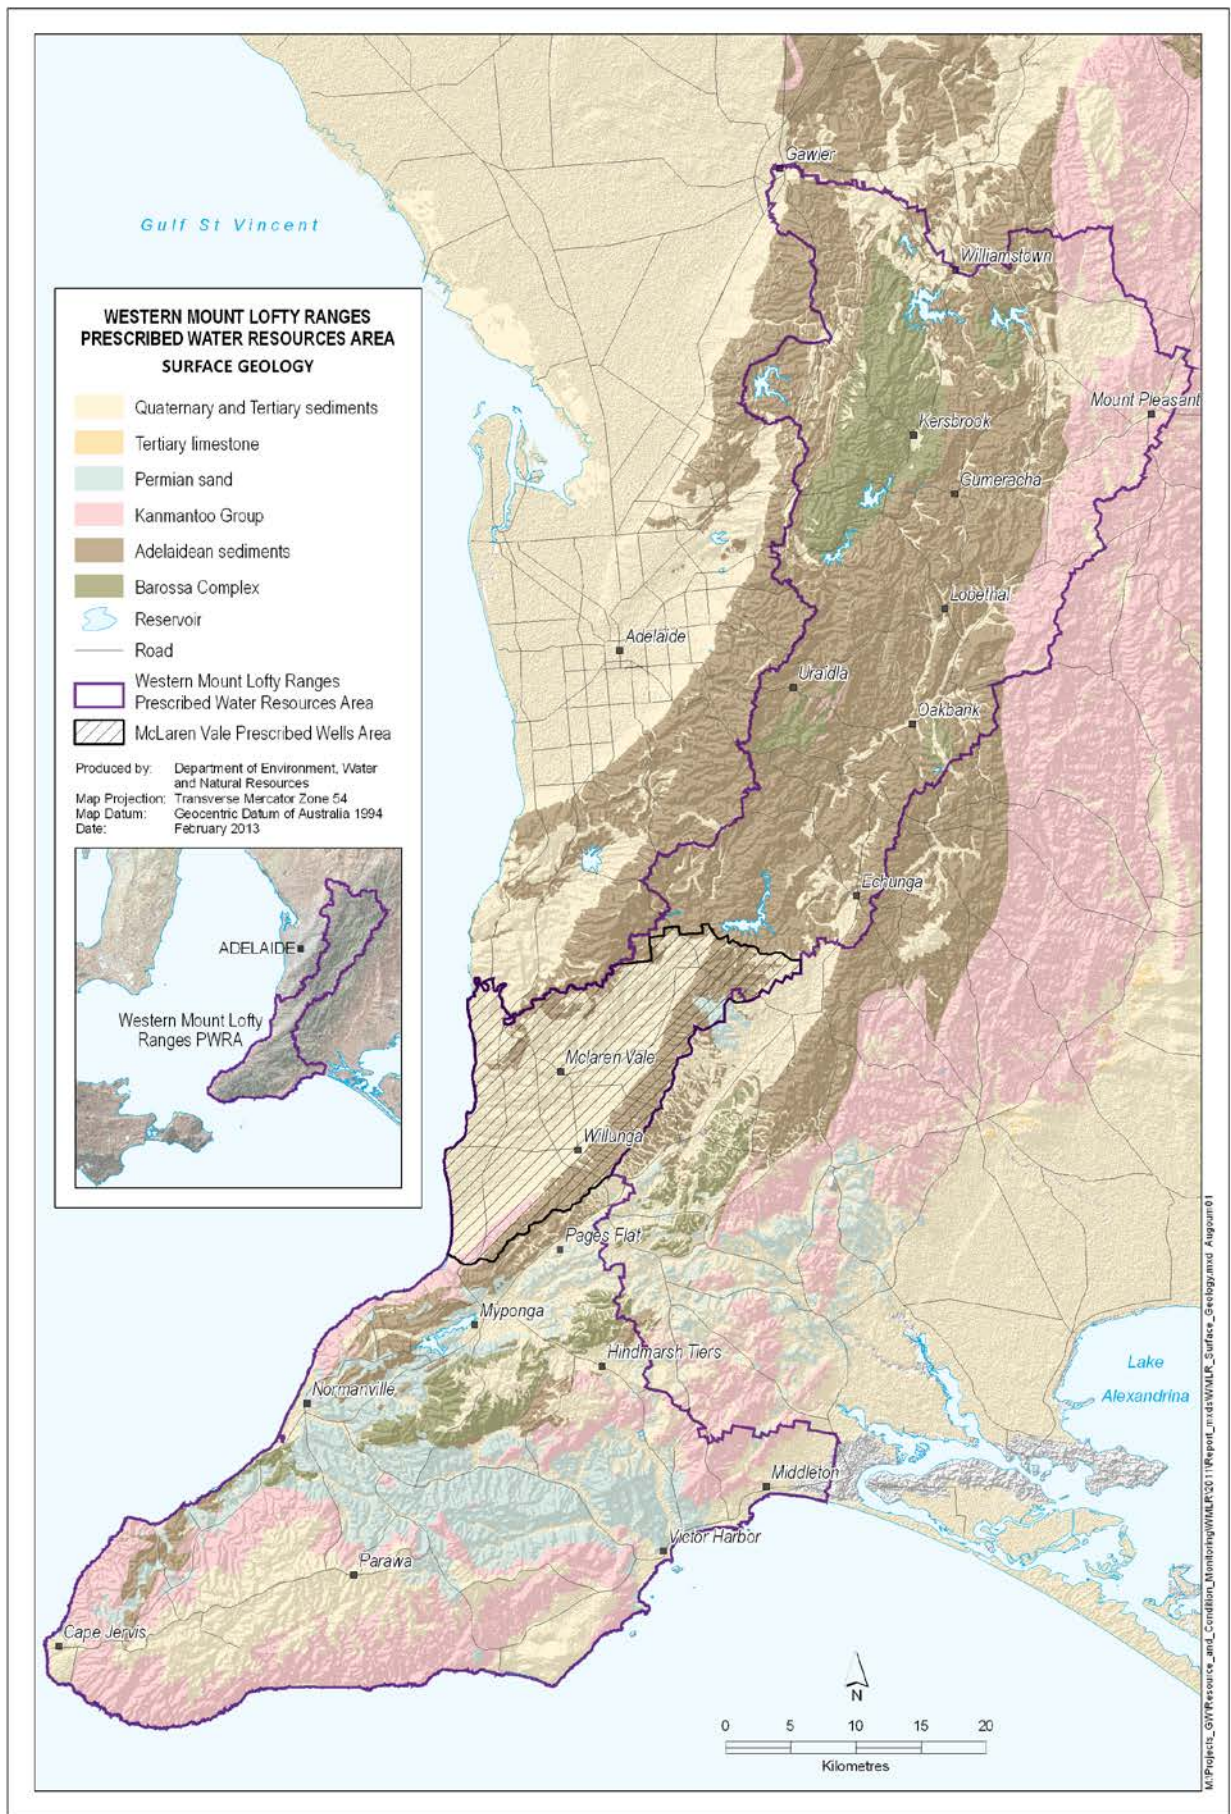 Gawler
Gulf St Vincent
Williamstown
WESTERN MOUNT LOFTY RANGES
PRESCRIBED WATER RESOURCES AREA
SURFACE GEOLOGY
Quaternary and Tertiary sediments
Tertiary limestone
Permian sand
Kanmantoo Group
Adelaidean sediments
Barossa Complex
Reservoir
Road
Western Mount Lofty Ranges
Prescribed Water Resources Area
McLaren Vale Prescribed Wells Area
Produced by: Department of Environment, Water
and Natural Resources
Map Projection: Transverse Mercator Zone 54
Map Datum: Geocentric Datum of Australia 1994
Date: February 2013
ADELAIDE
Western Mount Lofty
Ranges PWRA
Mount Pleasant
Kersbrook
Gumeracha
Lobethal
Adelaide
Uraidla
Oakbank
Echunga
Mclaren Vale
Willunga
Pages Flat
Myponga
Hindmarsh Tiers
Lake
Alexandrina
Normanville
Middleton
Victor Harbor
Parawa
Cape Jervis
N
0 5 10 15 20
Kilometres